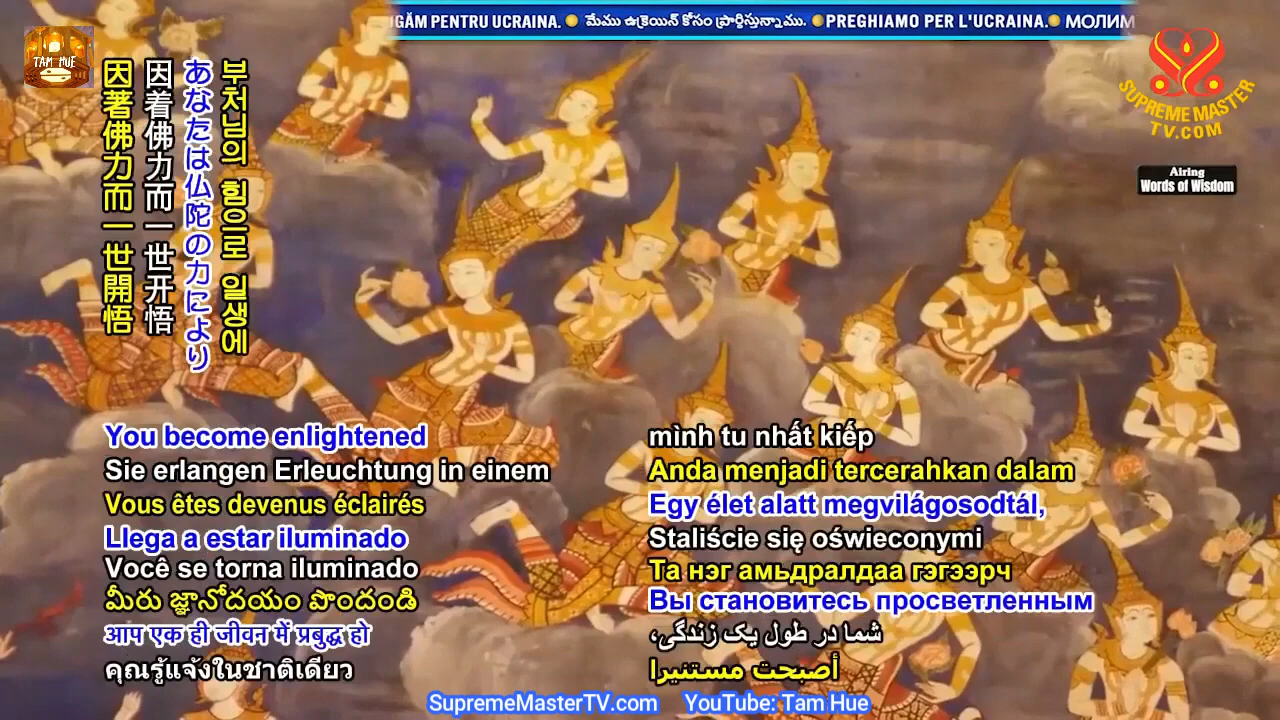 IGĂM PENTRU UCRAINA. మేము ఉక్రెయిన్ కోసం ప్రార్థిస్తున్నాము. PREGHIAMO PER L'UCRAINA. МОЛИМ
TAM HUE
SUPREME MASTER
TV.COM
Airing
Words of Wisdom
부처님의 힘으로 일생에
あなたは仏陀の力により
因着佛力而一世开悟
因著佛力而一世開悟
You become enlightened
Sie erlangen Erleuchtung in einem
Vous êtes devenus éclairés
Llega a estar iluminado
Você se torna iluminado
మీరు జ్ఞానోదయం పొందండి
आप एक ही जीवन में प्रबुद्ध हो
คุณรู้แจ้งในชาติเดียว
mình tu nhất kiếp
Anda menjadi tercerahkan dalam
Egy élet alatt megvilágosodtál,
Staliście się oświeconymi
Та нэг амьдралдаа гэгээрч
Вы становитесь просветленным
شما در طول یک زندگی،
أصبحت مستنيرا
SupremeMasterTV.com YouTube: Tam Hue